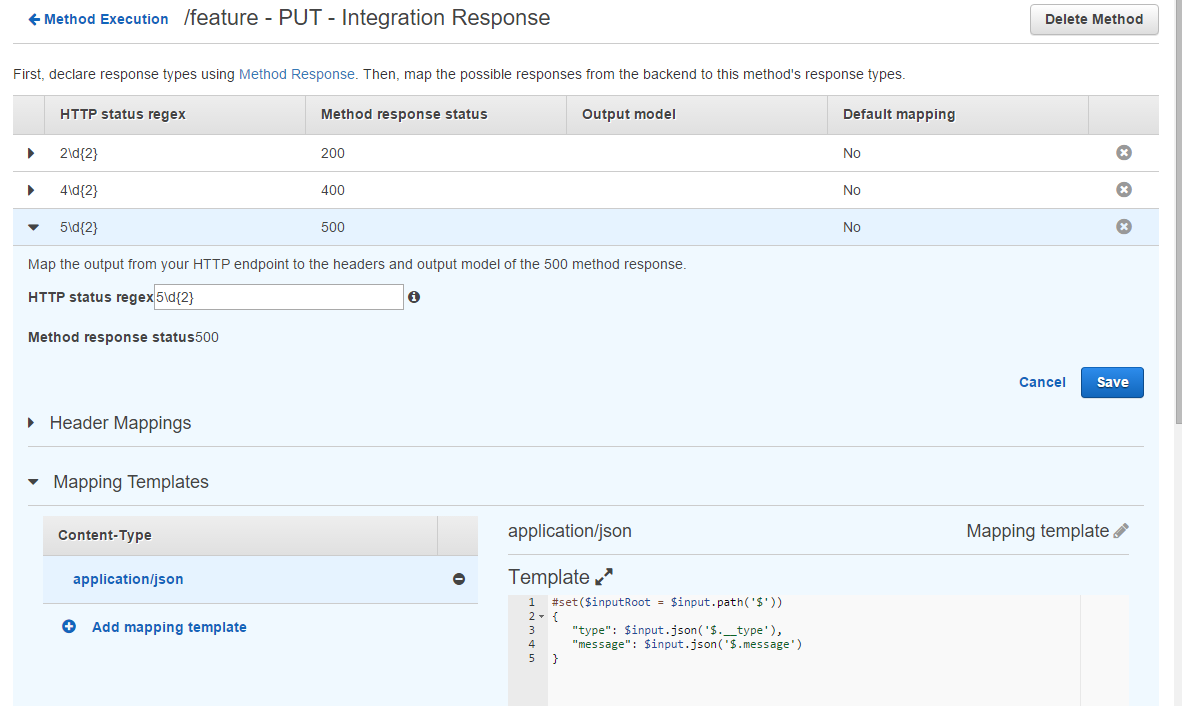 Method Execution /feature - PUT - Integration Response Delete Method
First, declare response types using Method Response. Then, map the possible responses from the backend to this method's response types.
HTTP status regex Method response status Output model Default mapping
2\d{2} 200 No
4\d{2} 400 No
5\d{2} 500 No
Map the output from your HTTP endpoint to the headers and output model of the 500 method response.
HTTP status regex 5\d{2}
Method response status500
Cancel Save
Header Mappings
Mapping Templates
Content-Type
application/json
Add mapping template
application/json Mapping template
Template
1 #set($inputRoot = $input.path('$'))
2 {
3 "type": $input.json('$.__type'),
4 "message": $input.json('$.message')
5 }